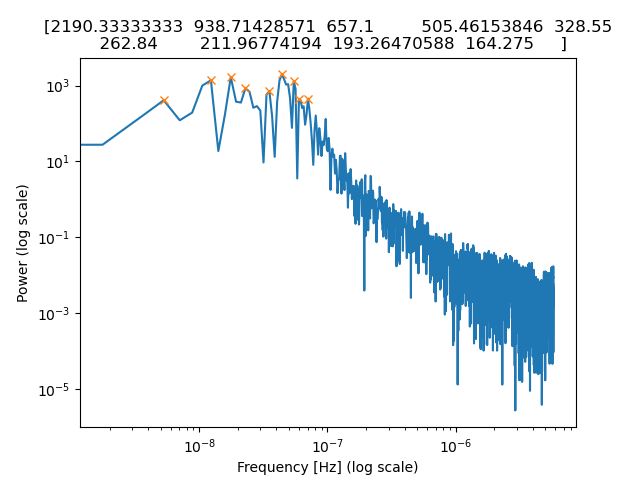 [2190.33333333 938.71428571 657.1 505.46153846 328.55
262.84 211.96774194 193.26470588 164.275 ]
Power (log scale)
10³
10¹
10⁻¹
10⁻³
10⁻⁵
10⁻⁸ 10⁻⁷ 10⁻⁶
Frequency [Hz] (log scale)